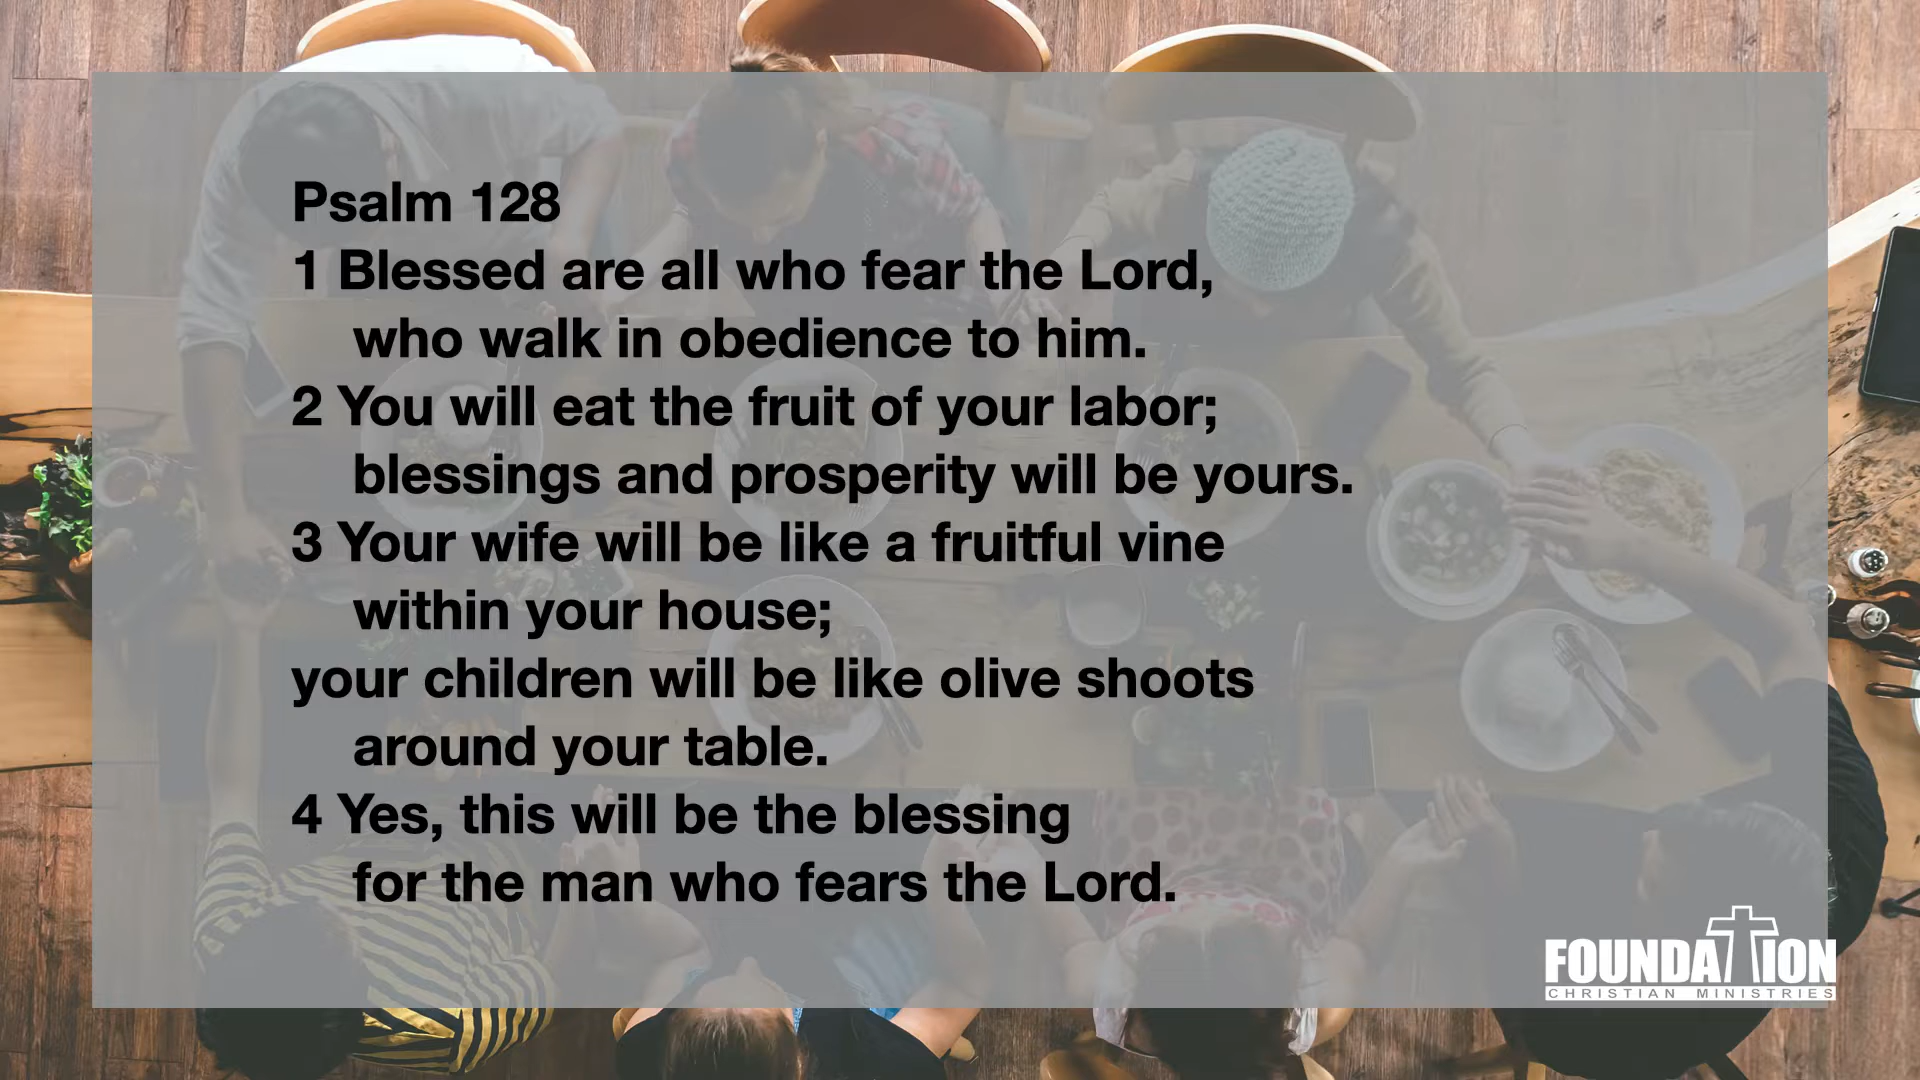 Psalm 128
1 Blessed are all who fear the Lord,
who walk in obedience to him.
2 You will eat the fruit of your labor;
blessings and prosperity will be yours.
3 Your wife will be like a fruitful vine
within your house;
your children will be like olive shoots
around your table.
4 Yes, this will be the blessing
for the man who fears the Lord.
FOUNDATION
CHRISTIAN MINISTRIES